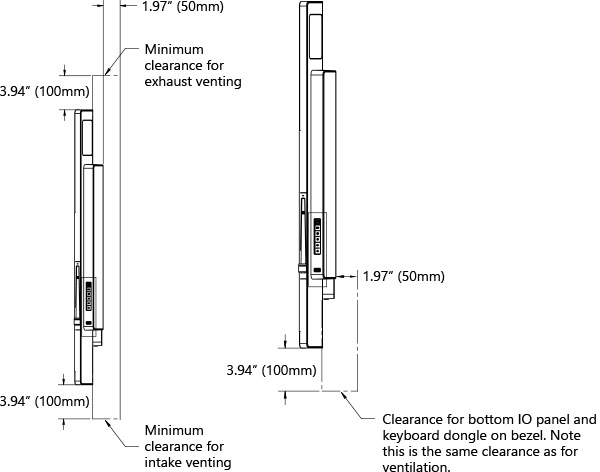 1.97” (50mm)
Minimum
clearance for
exhaust venting
3.94” (100mm)
3.94” (100mm)
Minimum
clearance for
intake venting
1.97” (50mm)
3.94” (100mm)
Clearance for bottom IO panel and
keyboard dongle on bezel. Note
this is the same clearance as for
ventilation.